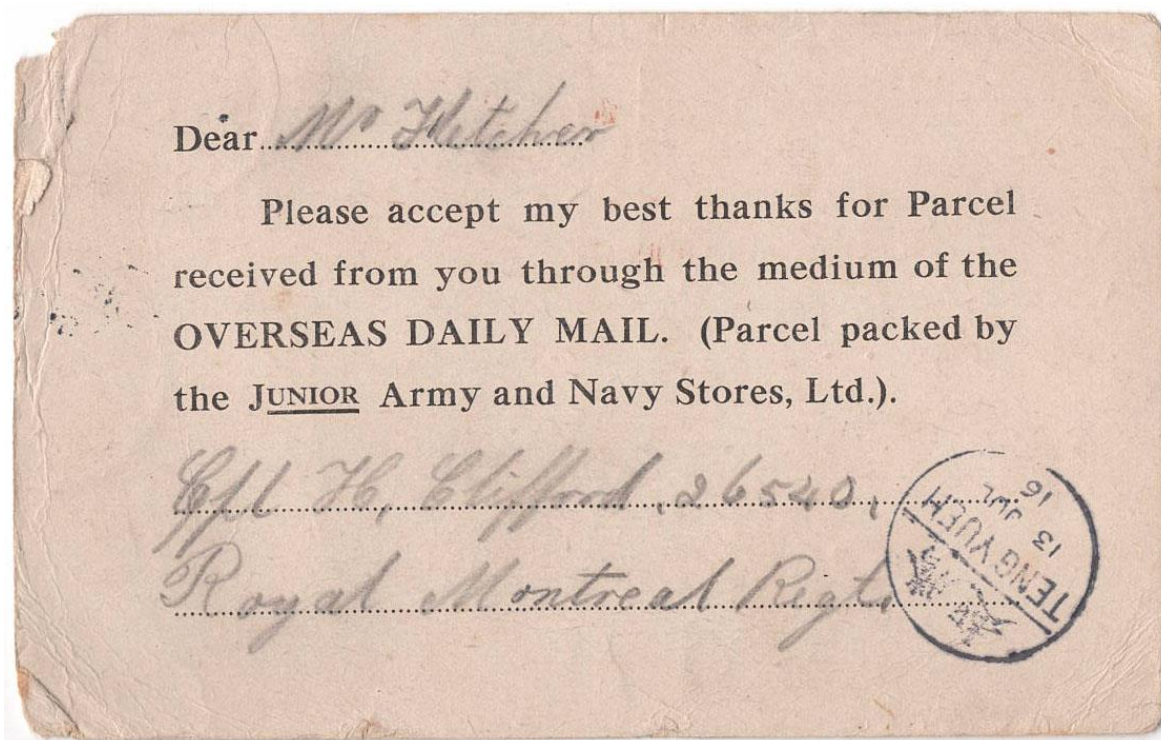 Dear Mr Fletcher
Please accept my best thanks for Parcel
received from you through the medium of the
OVERSEAS DAILY MAIL. (Parcel packed by
the JUNIOR Army and Navy Stores, Ltd.).
Cpl H, Clifford, 26540,
Royal Montreal Regt
TENGYUEH
13
JUL
16